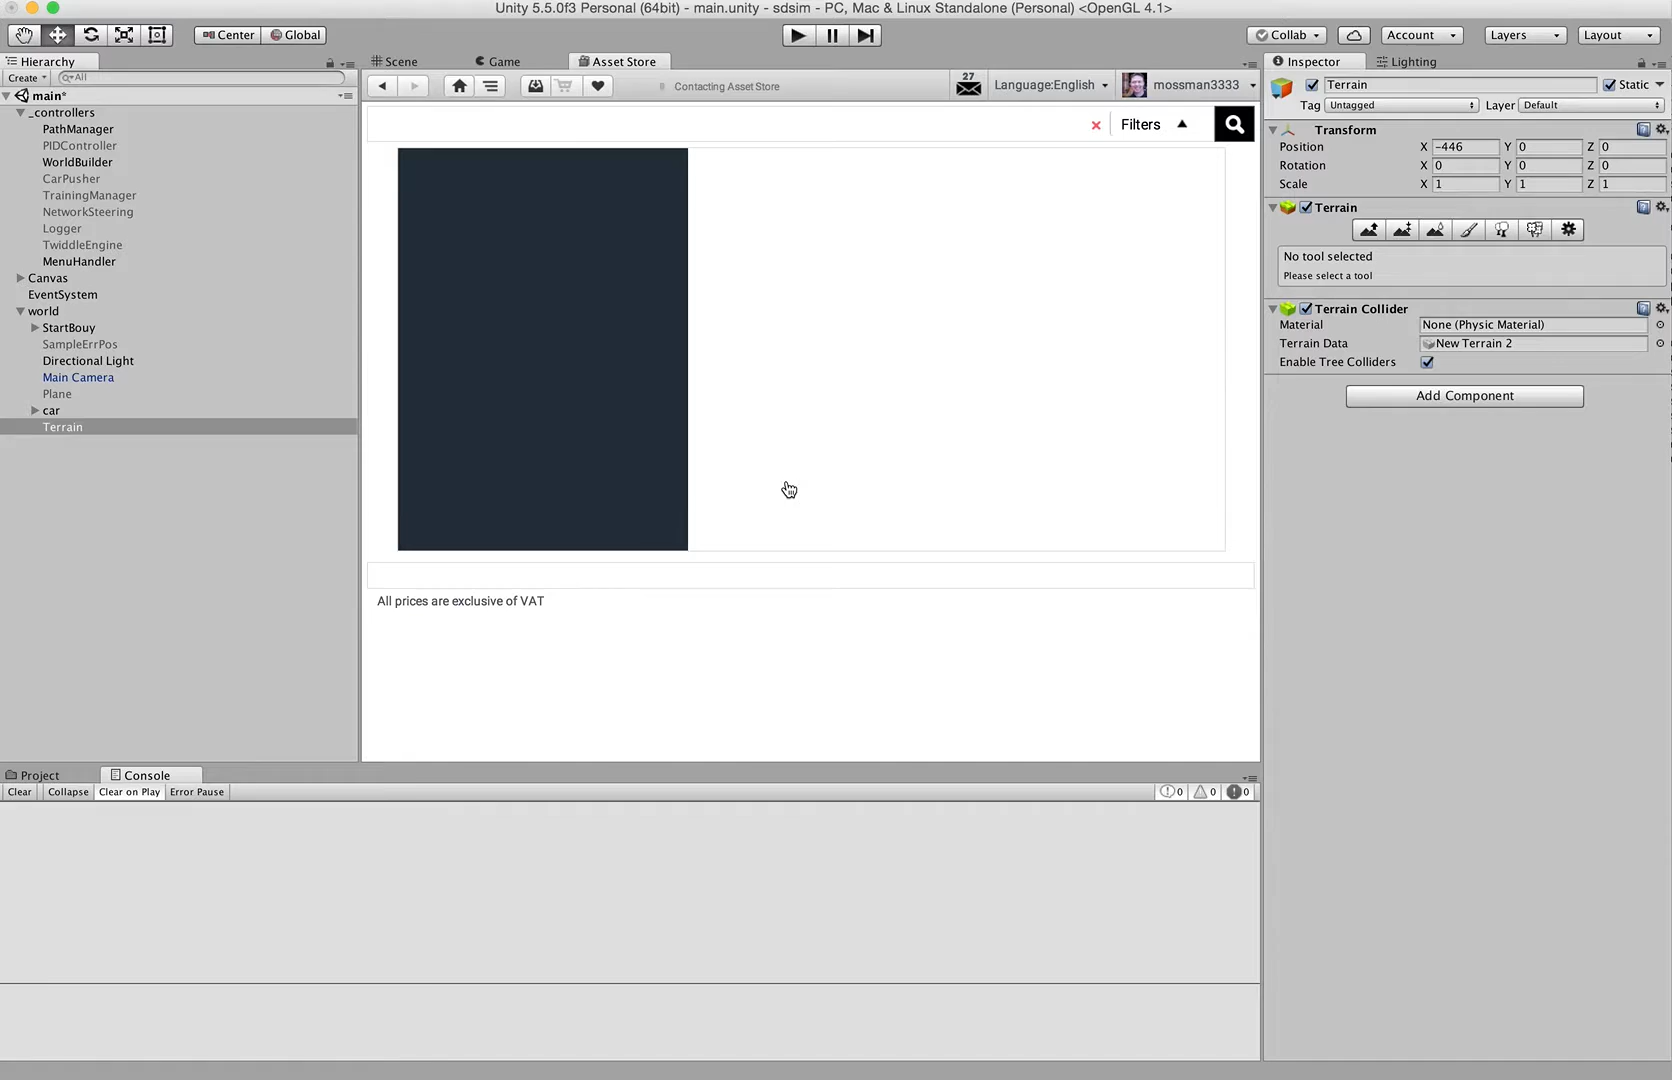 Unity 5.5.0f3 Personal (64bit) - main.unity - sdsim - PC, Mac & Linux Standalone (Personal) <OpenGL 4.1>
Center Global Collab Account Layers Layout
Hierarchy
Create All
main*
_controllers
PathManager
PIDController
WorldBuilder
CarPusher
TrainingManager
NetworkSteering
Logger
TwiddleEngine
MenuHandler
Canvas
EventSystem
world
StartBouy
SampleErrPos
Directional Light
Main Camera
Plane
car
Terrain
Scene Game Asset Store
Contacting Asset Store 27 Language:English mossman3333
Filters
All prices are exclusive of VAT
Project Console
Clear Collapse Clear on Play Error Pause 0 0 0
Inspector Lighting
Terrain Static
Tag Untagged Layer Default
Transform
Position X -446 Y 0 Z 0
Rotation X 0 Y 0 Z 0
Scale X 1 Y 1 Z 1
Terrain
No tool selected
Please select a tool
Terrain Collider
Material None (Physic Material)
Terrain Data New Terrain 2
Enable Tree Colliders
Add Component